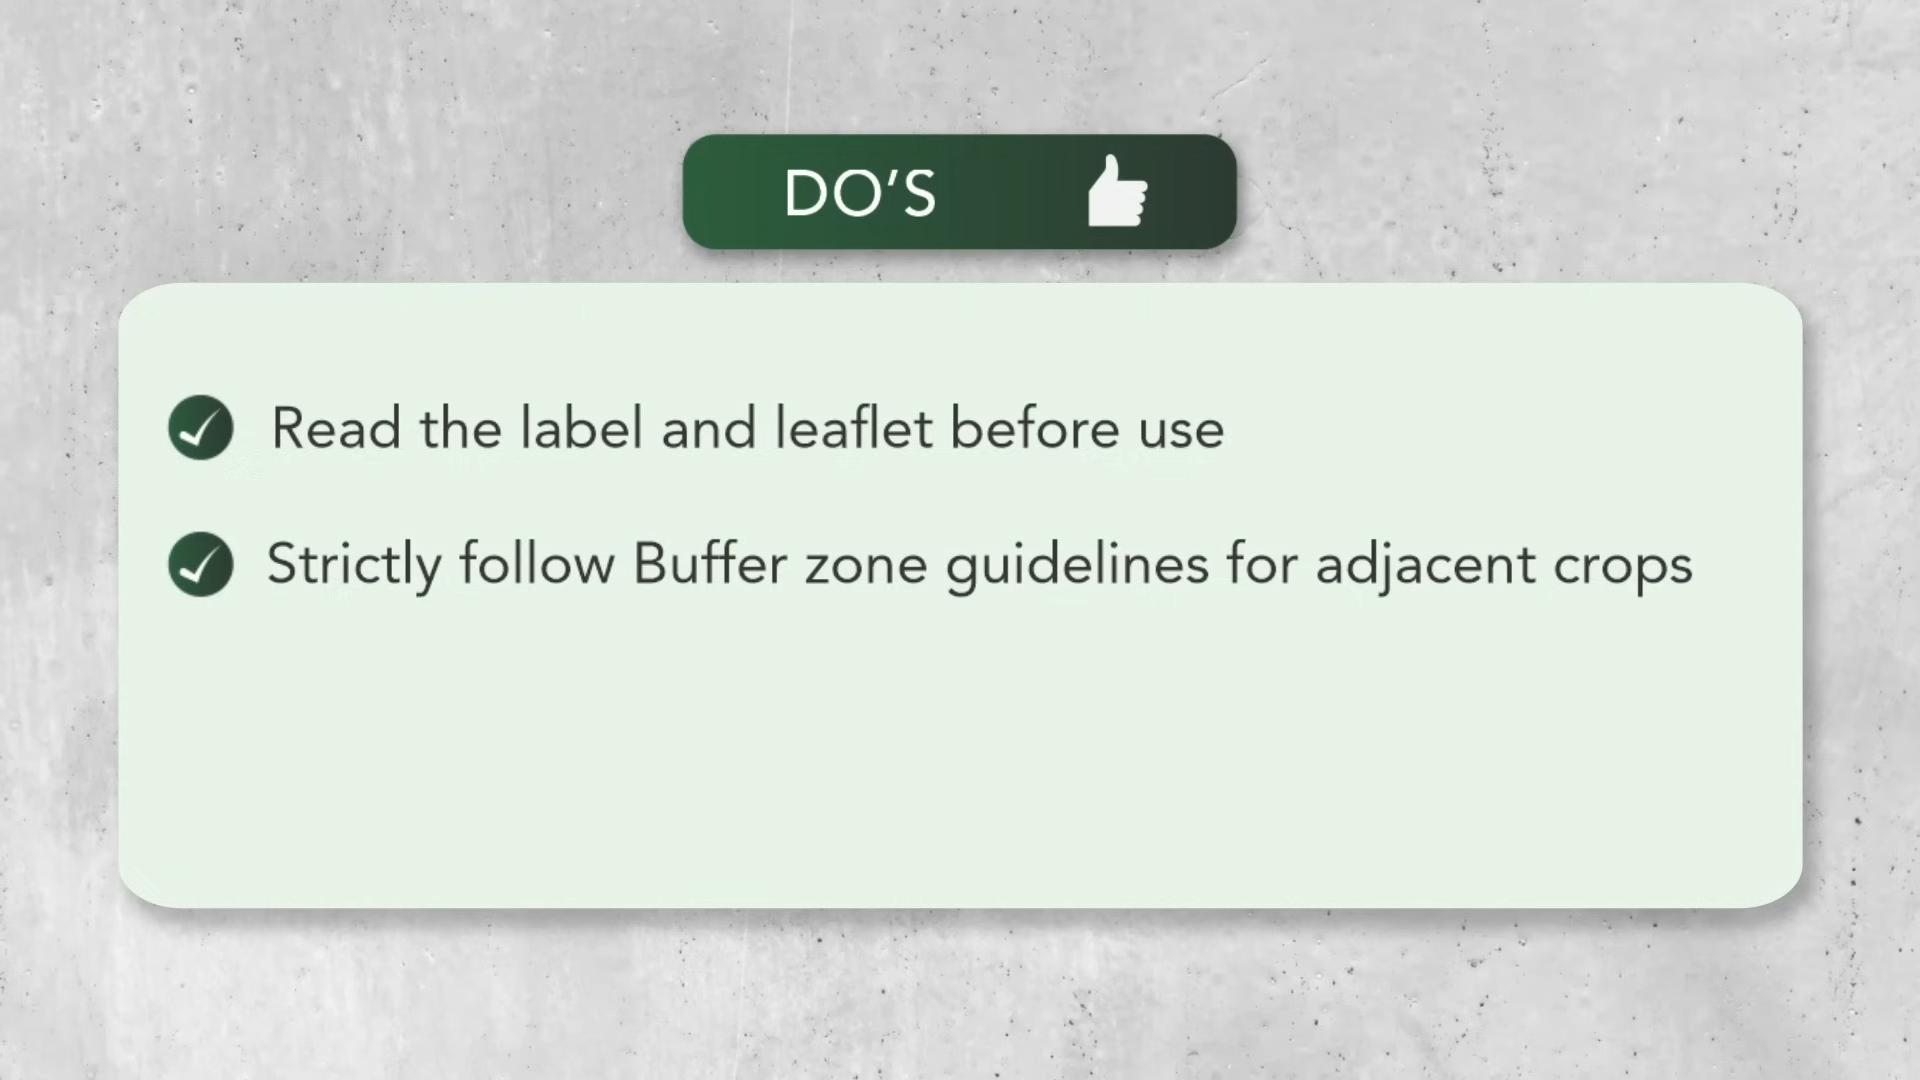 DO’S
Read the label and leaflet before use
Strictly follow Buffer zone guidelines for adjacent crops